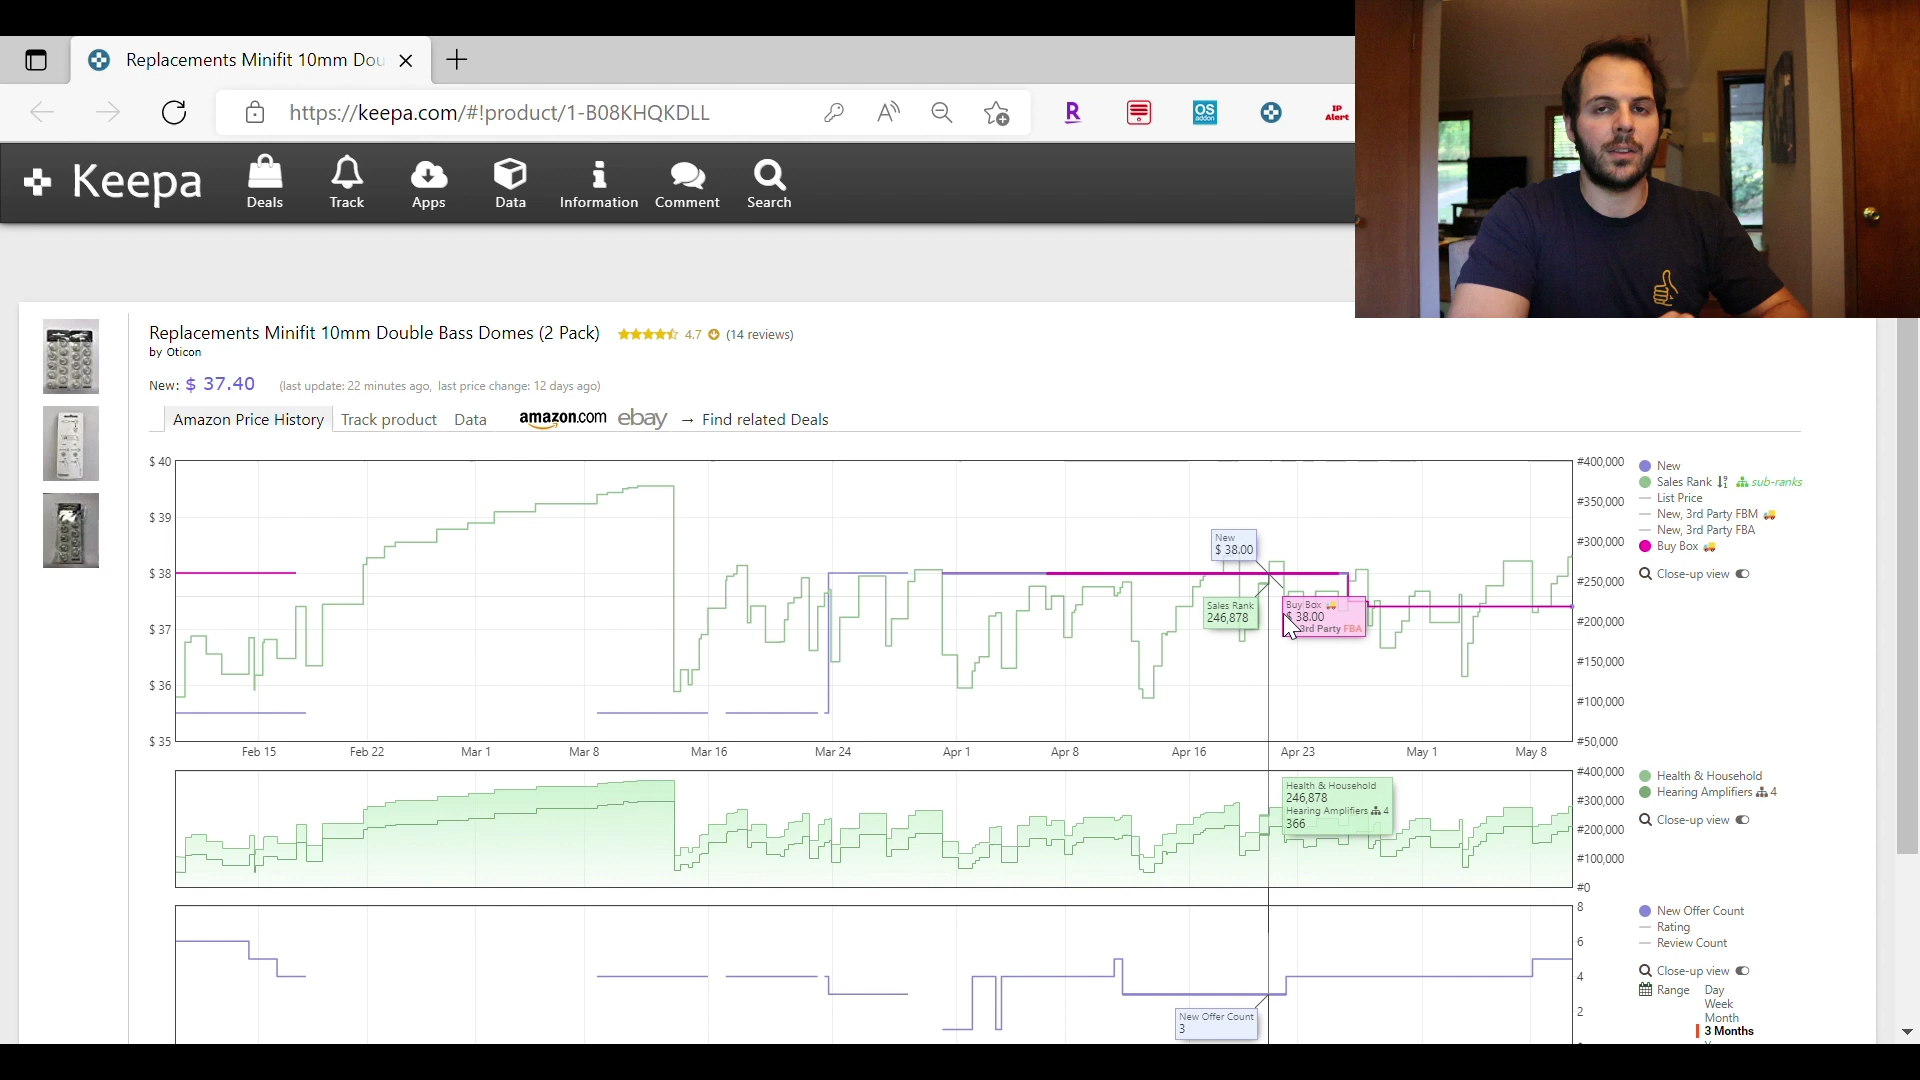 Replacements Minifit 10mm Dou
https://keepa.com/#!product/1-B08KHQKDLL
R
OS
addon
IP
Alert
Keepa
Deals
Track
Apps
Data
Information
Comment
Search
Replacements Minifit 10mm Double Bass Domes (2 Pack) 4.7 (14 reviews)
by Oticon
New: $ 37.40 (last update: 22 minutes ago, last price change: 12 days ago)
Amazon Price History Track product Data amazon.com ebay → Find related Deals
$ 40
$ 39
$ 38
$ 37
$ 36
$ 35
#400,000
#350,000
#300,000
#250,000
#200,000
#150,000
#100,000
#50,000
New
$ 38.00
Sales Rank
246,878
Buy Box
$ 38.00
3rd Party FBA
Feb 15 Feb 22 Mar 1 Mar 8 Mar 16 Mar 24 Apr 1 Apr 8 Apr 16 Apr 23 May 1 May 8
New
Sales Rank sub-ranks
List Price
New, 3rd Party FBM
New, 3rd Party FBA
Buy Box
Close-up view
#400,000
#300,000
#200,000
#100,000
#0
Health & Household
246,878
Hearing Amplifiers 4
366
Health & Household
Hearing Amplifiers 4
Close-up view
8
6
4
2
New Offer Count
3
New Offer Count
Rating
Review Count
Close-up view
Range Day
Week
Month
3 Months